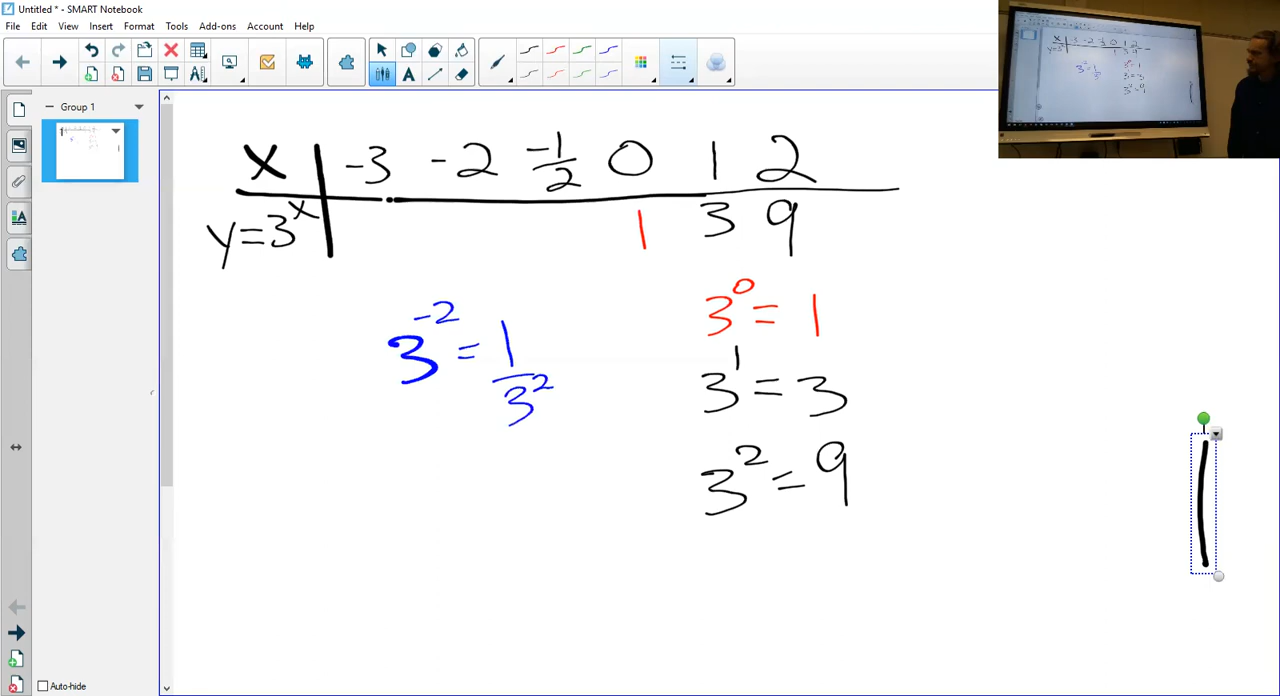 Untitled * - SMART Notebook
File Edit View Insert Format Tools Add-ons Account Help
Group 1
x -3 -2 -1/2 0 1 2
y=3^x 1 3 9
3^-2 = 1/3^2
3^0 = 1
3^1 = 3
3^2 = 9
Auto-hide